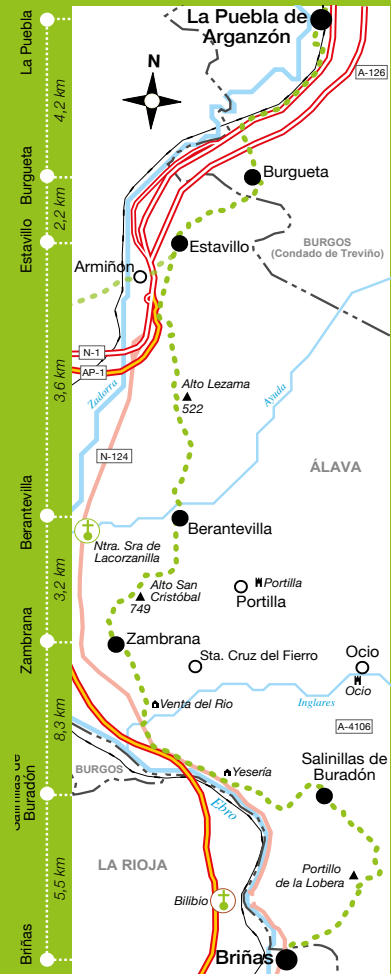 La Puebla
4,2 km
Burgueta
2,2 km
Estavillo
3,6 km
Berantevilla
3,2 km
Zambrana
8,3 km
Salinillas de
Buradón
5,5 km
Briñas
La Puebla de
Arganzón
A-126
N
Burgueta
Estavillo
BURGOS
(Condado de Treviño)
Armiñón
N-1
AP-1
Zadorra
Alto Lezama
522
Ayuda
N-124
ÁLAVA
Berantevilla
Ntra. Sra de
Lacorzanilla
Alto San
Cristóbal
749
Portilla
Portilla
Zambrana
Sta. Cruz del Fierro
Ocio
Ocio
Inglares
Venta del Rio
A-4106
BURGOS
Yesería
Salinillas de
Buradón
Ebro
LA RIOJA
Portillo
de la Lobera
Bilibio
Briñas